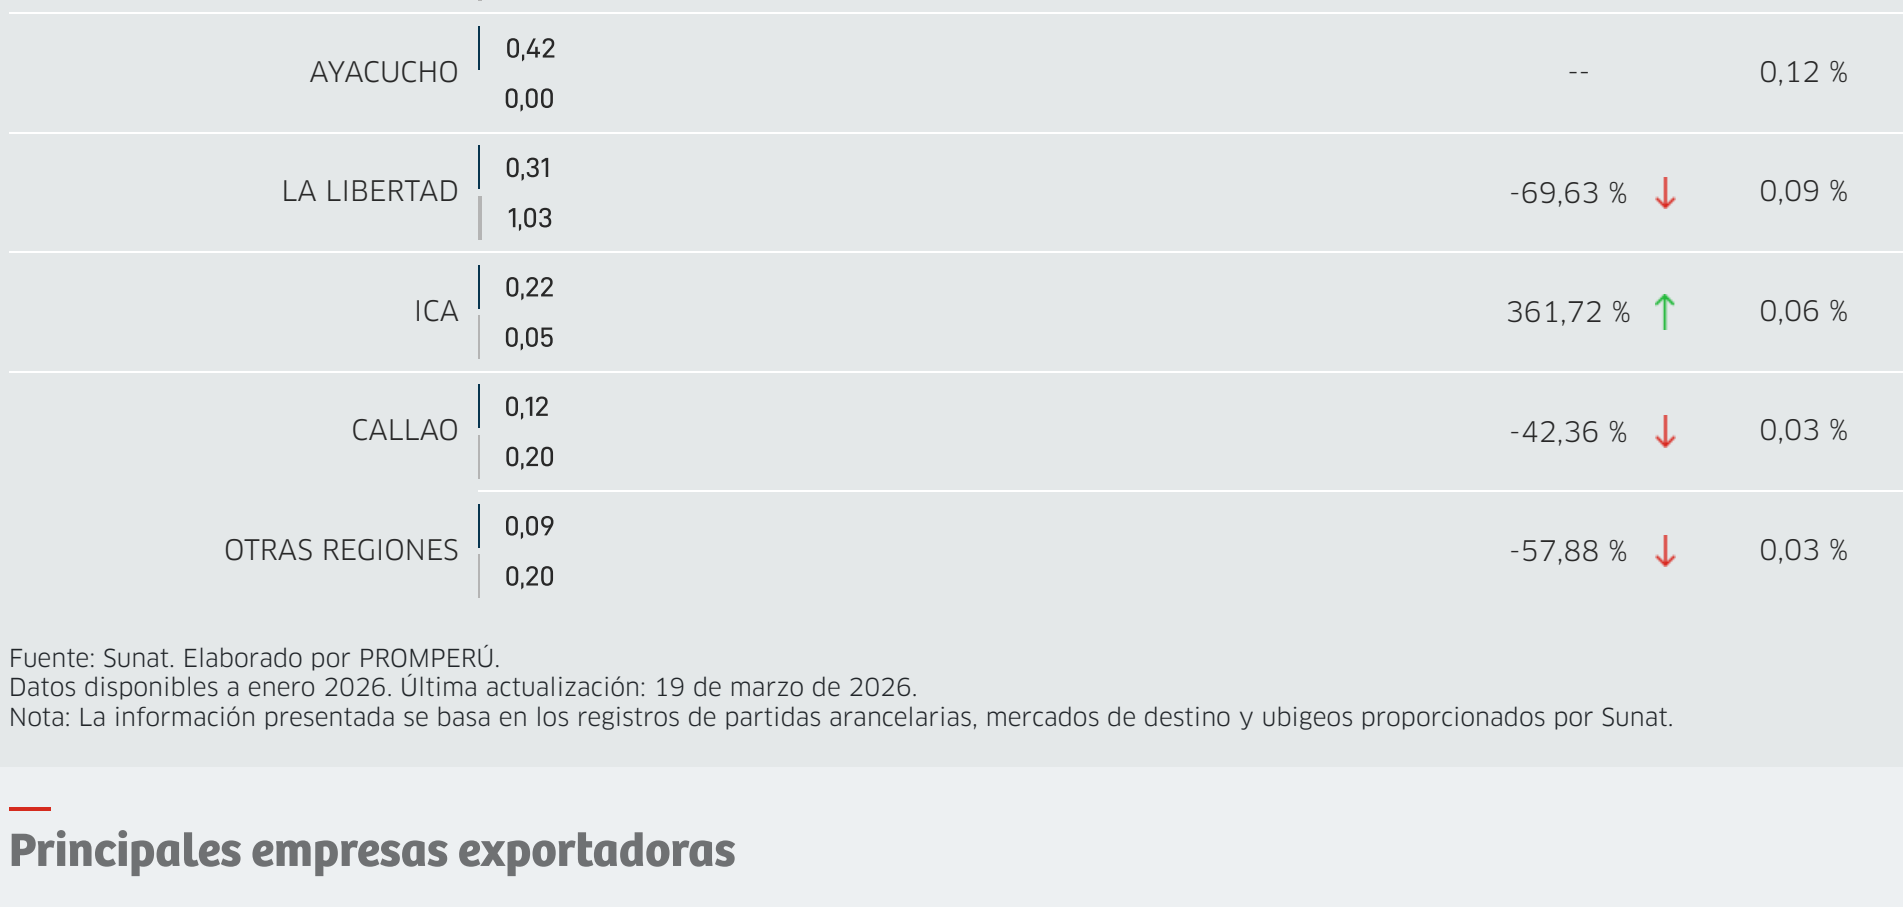 0,42
AYACUCHO -- 0,12 %
0,00
0,31
LA LIBERTAD -69,63 % 0,09 %
1,03
0,22
ICA 361,72 % 0,06 %
0,05
0,12
CALLAO -42,36 % 0,03 %
0,20
0,09
OTRAS REGIONES -57,88 % 0,03 %
0,20
Fuente: Sunat. Elaborado por PROMPERÚ.
Datos disponibles a enero 2026. Última actualización: 19 de marzo de 2026.
Nota: La información presentada se basa en los registros de partidas arancelarias, mercados de destino y ubigeos proporcionados por Sunat.
Principales empresas exportadoras